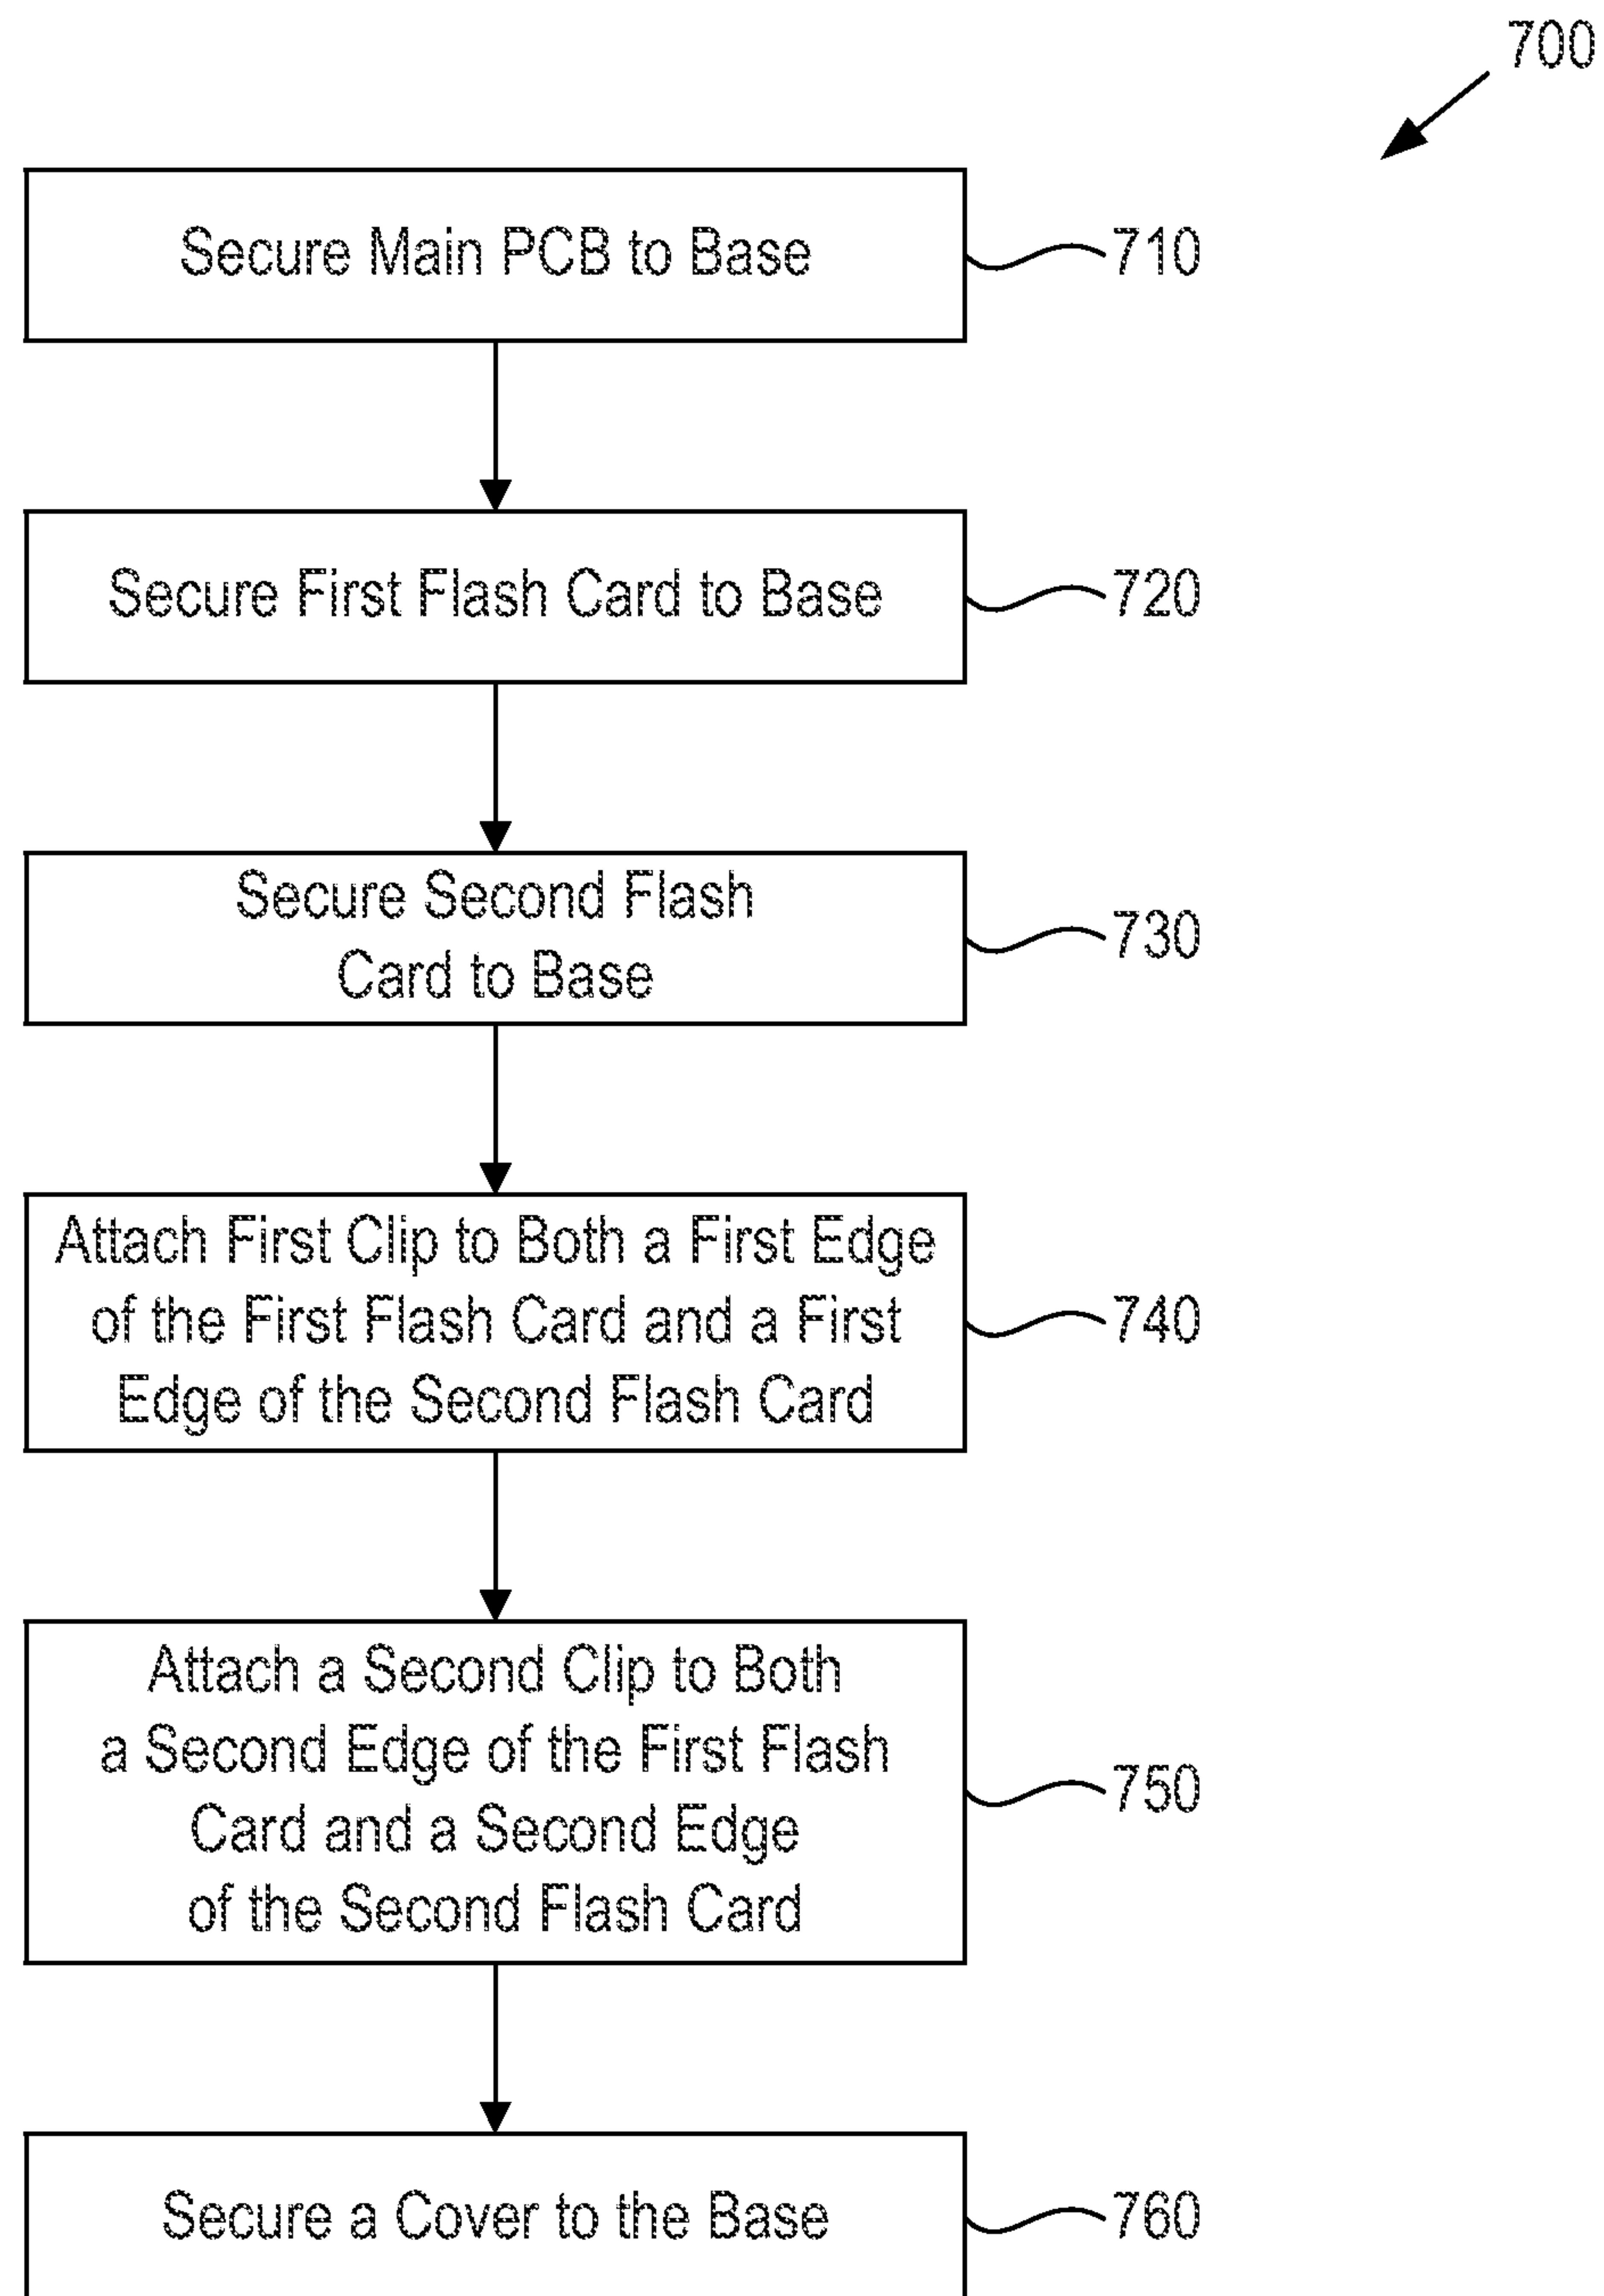 700
Secure Main PCB to Base
710
Secure First Flash Card to Base
720
Secure Second Flash
Card to Base
730
Attach First Clip to Both a First Edge
of the First Flash Card and a First
Edge of the Second Flash Card
740
Attach a Second Clip to Both
a Second Edge of the First Flash
Card and a Second Edge
of the Second Flash Card
750
Secure a Cover to the Base
760